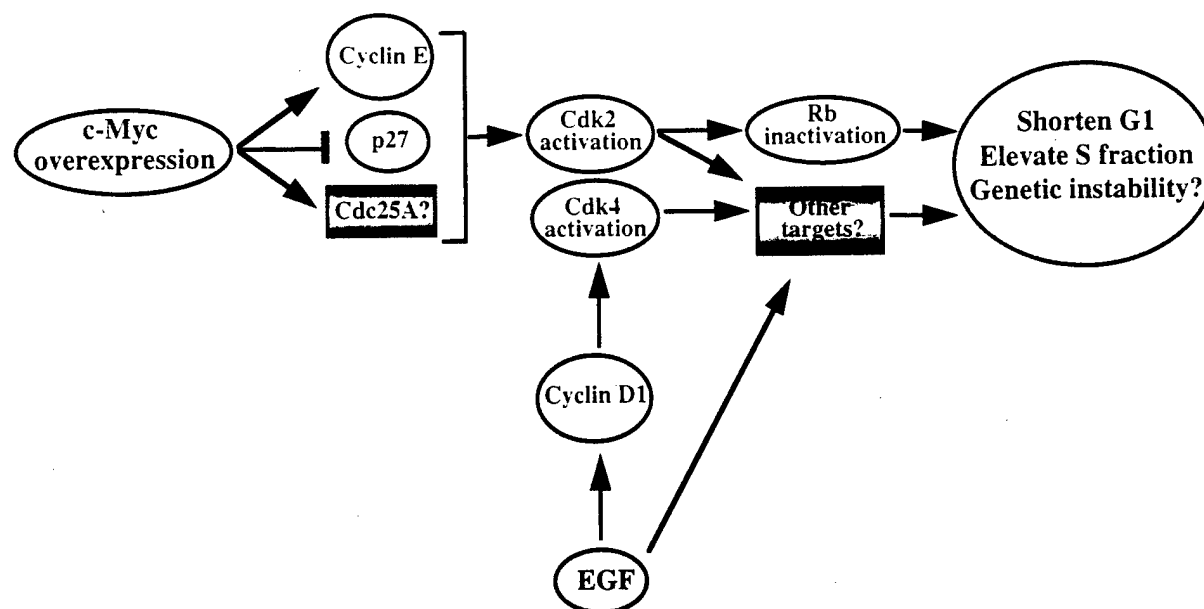 c-Myc
overexpression
Cyclin E
p27
Cdc25A?
Cdk2
activation
Cdk4
activation
Rb
inactivation
Other
targets?
Shorten G1
Elevate S fraction
Genetic instability?
Cyclin D1
EGF